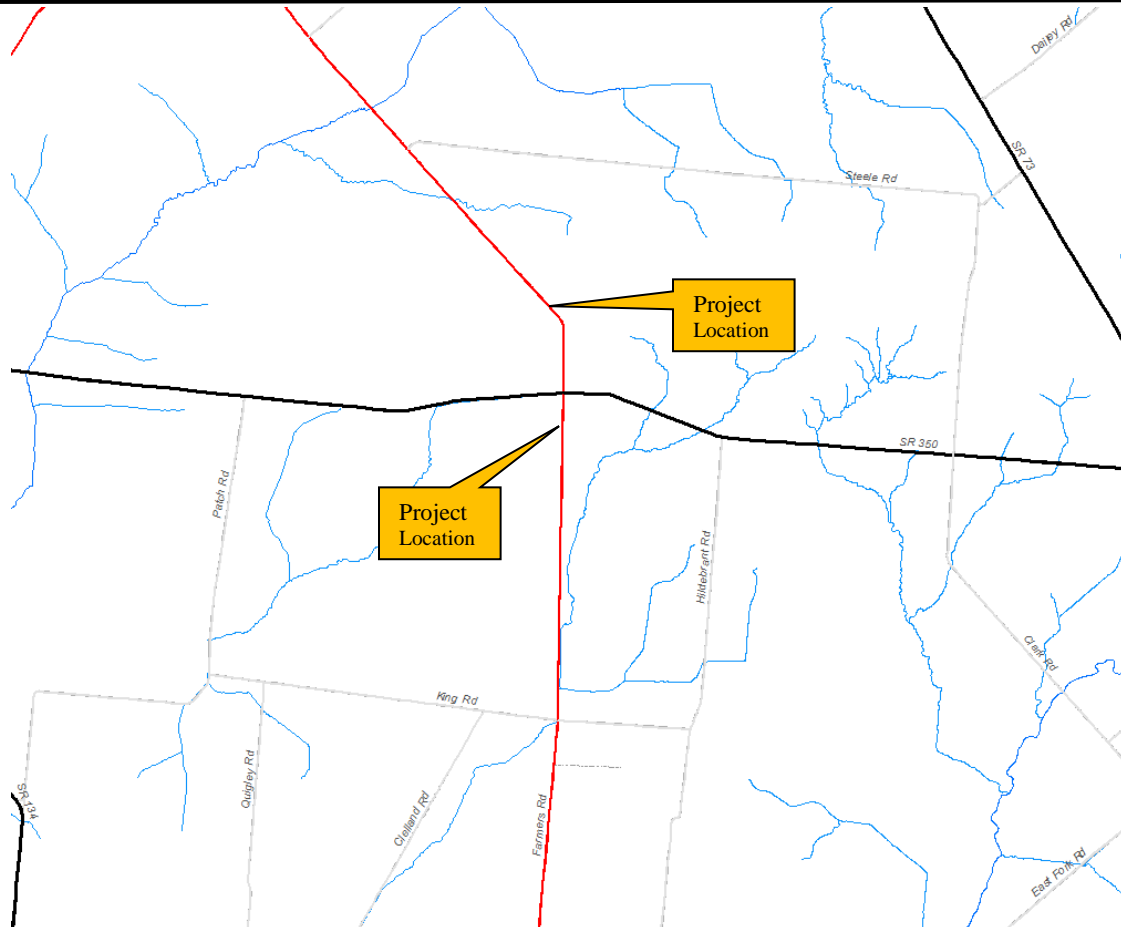 Dailey Rd
SR 73
Steele Rd
Project
Location
SR 350
Patch Rd
Project
Location
Hildebrant Rd
Clark Rd
King Rd
Quigley Rd
SR 134
Clelland Rd
Farmers Rd
East Fork Rd